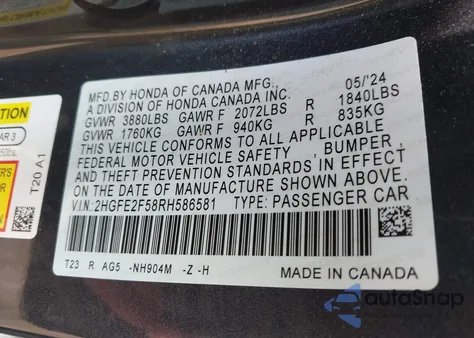 MFD.BY HONDA OF CANADA MFG. 05/'24
A DIVISION OF HONDA CANADA INC.
GVWR 3880LBS GAWR F 2072LBS R 1840LBS
GVWR 1760KG GAWR F 940KG R 835KG
THIS VEHICLE CONFORMS TO ALL APPLICABLE
FEDERAL MOTOR VEHICLE SAFETY , BUMPER ,
AND THEFT PREVENTION STANDARDS IN EFFECT
ON THE DATE OF MANUFACTURE SHOWN ABOVE.
V.I.N:2HGFE2F58RH586581 TYPE: PASSENGER CAR
T23 R AG5 -NH904M -Z -H
MADE IN CANADA
T20 A1
autoSnap